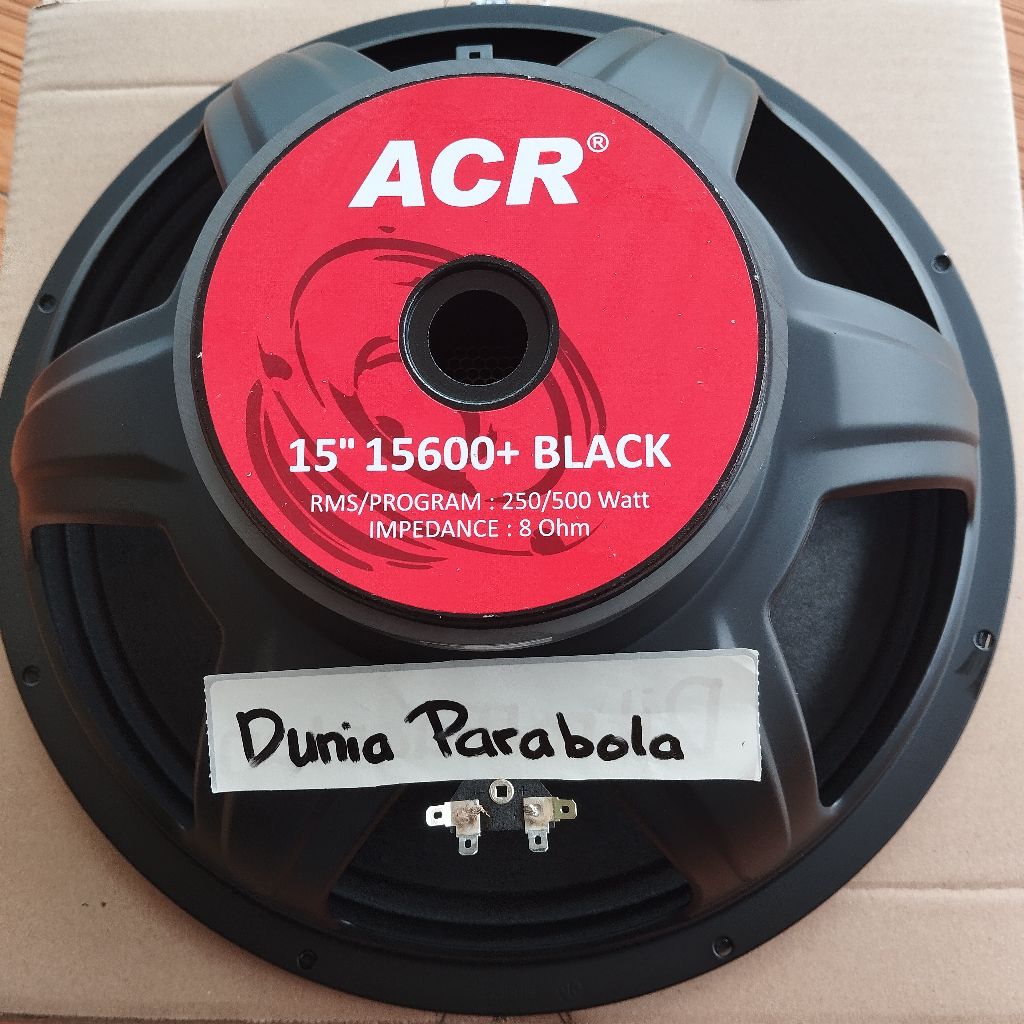 ACR®
15" 15600+ BLACK
RMS/PROGRAM : 250/500 Watt
IMPEDANCE : 8 Ohm
Dunia Parabola